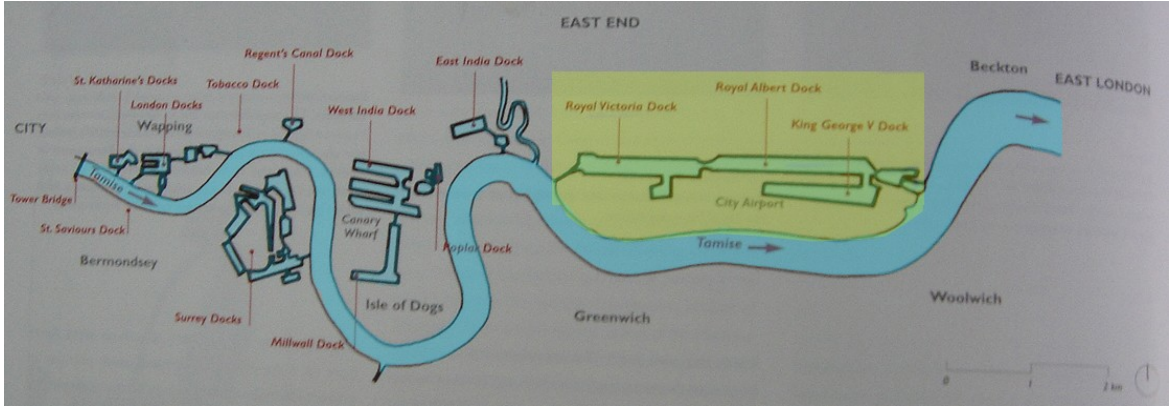 EAST END
Regent's Canal Dock
East India Dock
Beckton
EAST LONDON
St. Katharine's Docks
Tobacco Dock
Royal Albert Dock
London Docks
West India Dock
Royal Victoria Dock
CITY
Wapping
King George V Dock
Tamise
Tower Bridge
City Airport
St. Saviours Dock
Canary
Wharf
Poplar Dock
Tamise
Bermondsey
Isle of Dogs
Woolwich
Surrey Docks
Greenwich
Millwall Dock
0 1 2 km